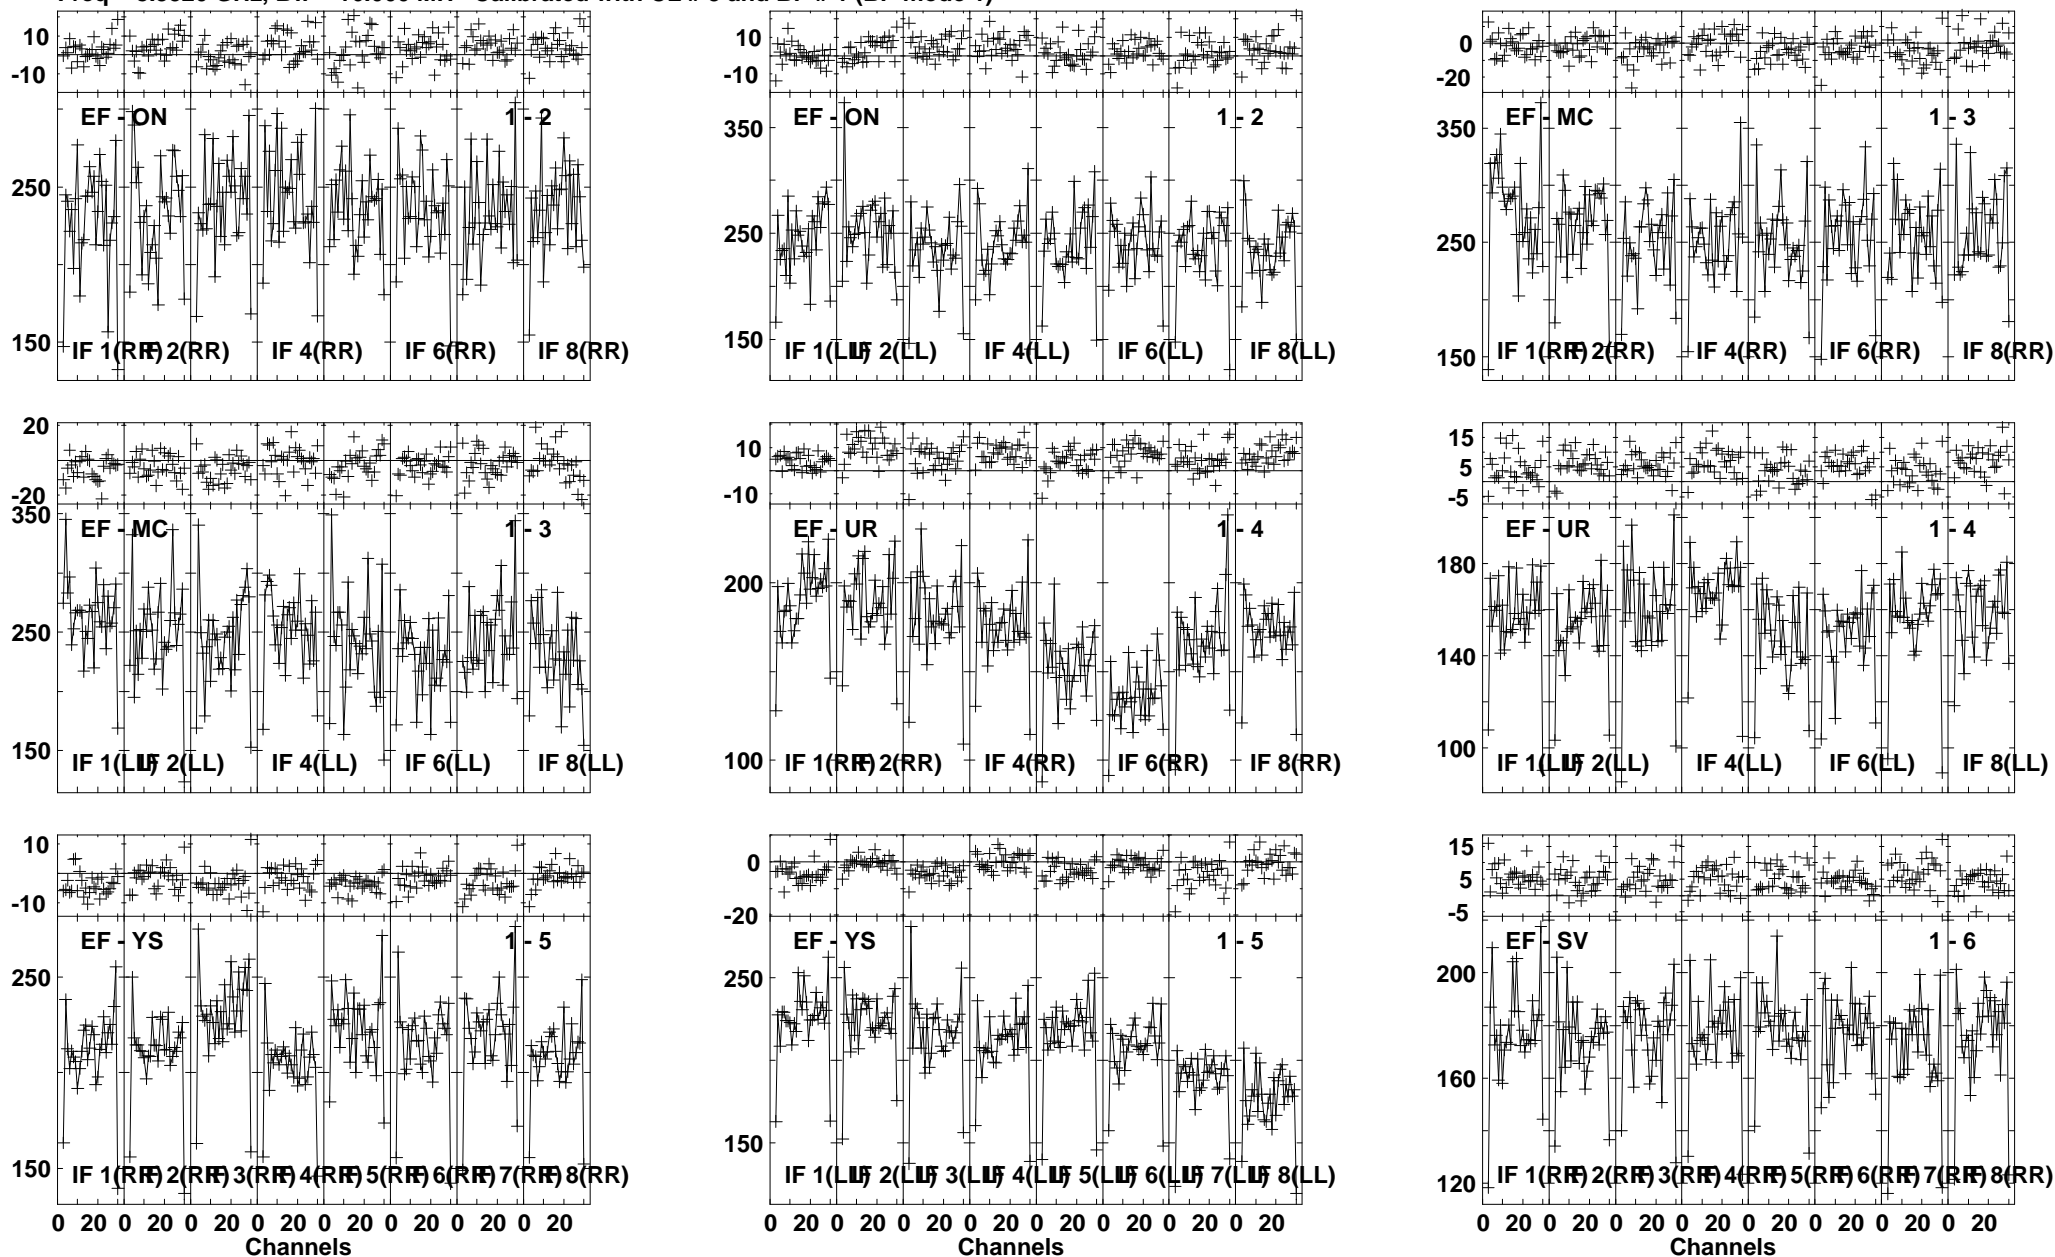 10
-10
EF - ON
1 - 2
250
150
IF 1(RR)
IF 2(RR)
IF 4(RR)
IF 6(RR)
IF 8(RR)
10
-10
EF - ON
1 - 2
350
250
150
IF 1(LL)
IF 2(LL)
IF 4(LL)
IF 6(LL)
IF 8(LL)
0
-20
EF - MC
1 - 3
350
250
150
IF 1(RR)
IF 2(RR)
IF 4(RR)
IF 6(RR)
IF 8(RR)
20
-20
350
EF - MC
1 - 3
250
150
IF 1(LL)
IF 2(LL)
IF 4(LL)
IF 6(LL)
IF 8(LL)
10
-10
EF - UR
1 - 4
200
100
IF 1(RR)
IF 2(RR)
IF 4(RR)
IF 6(RR)
IF 8(RR)
15
5
-5
EF - UR
1 - 4
180
140
100
IF 1(LL)
IF 2(LL)
IF 4(LL)
IF 6(LL)
IF 8(LL)
10
-10
EF - YS
1 - 5
250
150
IF 1(RR)
IF 2(RR)
IF 3(RR)
IF 4(RR)
IF 5(RR)
IF 6(RR)
IF 7(RR)
IF 8(RR)
0 20 0 20 0 20 0 20 0 20 0 20 0 20 0 20
Channels
0
-20
EF - YS
1 - 5
250
150
IF 1(LL)
IF 2(LL)
IF 3(LL)
IF 4(LL)
IF 5(LL)
IF 6(LL)
IF 7(LL)
IF 8(LL)
0 20 0 20 0 20 0 20 0 20 0 20 0 20 0 20
Channels
15
5
-5
EF - SV
1 - 6
200
160
120
IF 1(RR)
IF 2(RR)
IF 3(RR)
IF 4(RR)
IF 5(RR)
IF 6(RR)
IF 7(RR)
IF 8(RR)
0 20 0 20 0 20 0 20 0 20 0 20 0 20 0 20
Channels